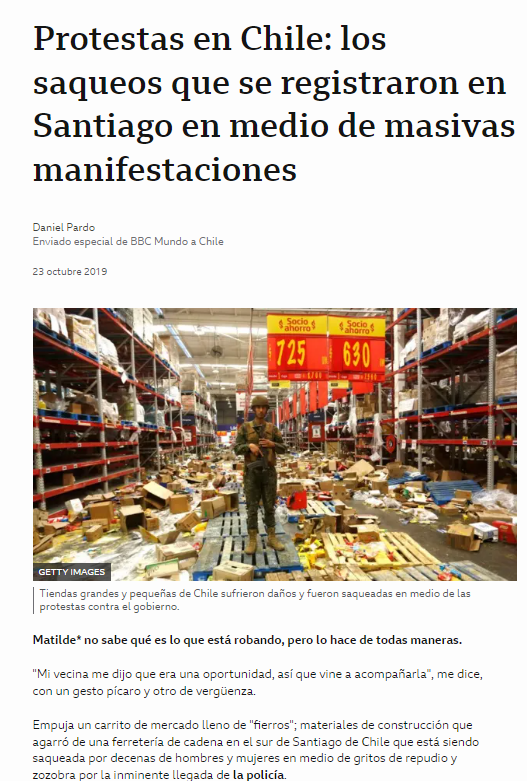 Protestas en Chile: los
saqueos que se registraron en
Santiago en medio de masivas
manifestaciones
Daniel Pardo
Enviado especial de BBC Mundo a Chile
23 octubre 2019
Socio
ahorro
Socio
ahorro
725
630
GETTY IMAGES
Tiendas grandes y pequeñas de Chile sufrieron daños y fueron saqueadas en medio de las
protestas contra el gobierno.
Matilde* no sabe qué es lo que está robando, pero lo hace de todas maneras.
"Mi vecina me dijo que era una oportunidad, así que vine a acompañarla", me dice,
con un gesto pícaro y otro de vergüenza.
Empuja un carrito de mercado lleno de "fierros"; materiales de construcción que
agarró de una ferretería de cadena en el sur de Santiago de Chile que está siendo
saqueada por decenas de hombres y mujeres en medio de gritos de repudio y
zozobra por la inminente llegada de la policía.